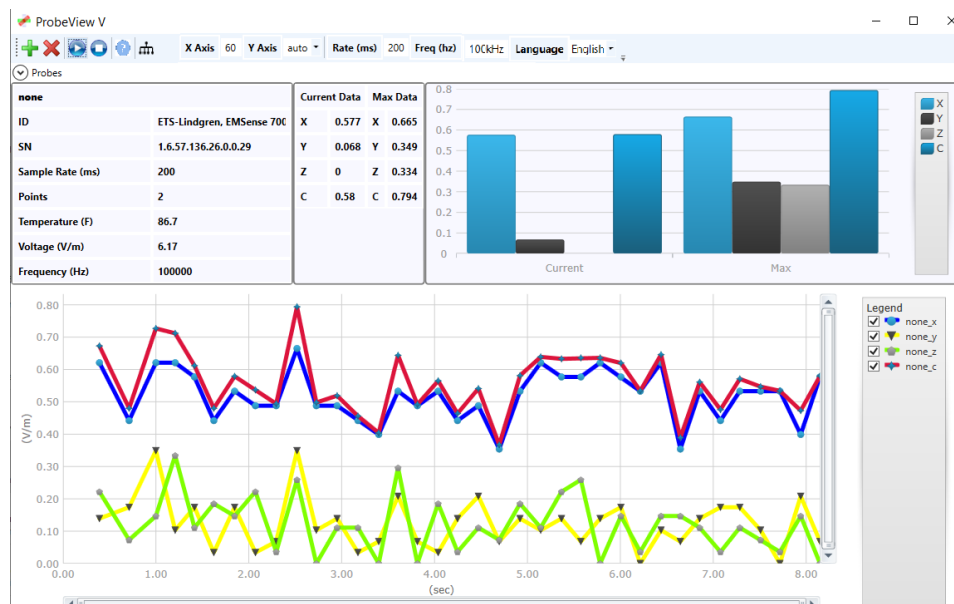 ProbeView V
X Axis 60 Y Axis auto Rate (ms) 200 Freq (hz) 100kHz Language English
Probes
none
ID ETS-Lindgren, EMSense 700
SN 1.6.57.136.26.0.0.29
Sample Rate (ms) 200
Points 2
Temperature (F) 86.7
Voltage (V/m) 6.17
Frequency (Hz) 100000
Current Data Max Data
X 0.577 X 0.665
Y 0.068 Y 0.349
Z 0 Z 0.334
C 0.58 C 0.794
0.8
0.7
0.6
0.5
0.4
0.3
0.2
0.1
0
Current Max
X
Y
Z
C
0.80
0.70
0.60
0.50
0.40
0.30
0.20
0.10
0.00
(V/m)
0.00 1.00 2.00 3.00 4.00 5.00 6.00 7.00 8.00
(sec)
Legend
none_x
none_y
none_z
none_c